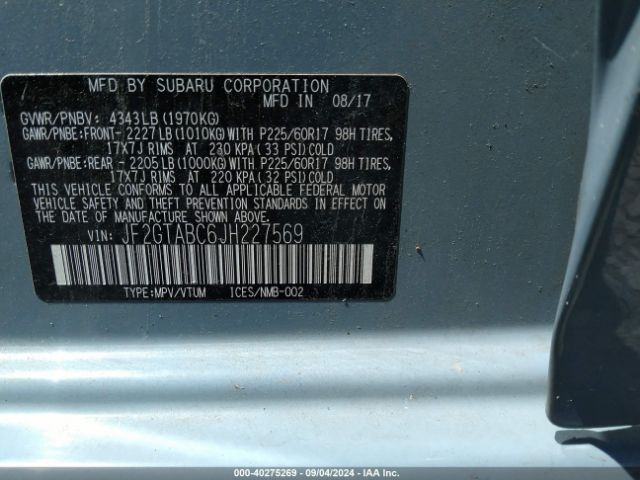 MFD BY SUBARU CORPORATION
IN 08/17
GVWR/PNBV: 4343LB(1970KG)
GAWR/PNBE:FRONT- 2227LB(1010KG)WITH P225/60R17 98H TIRES,
17X7J RIMS AT 230 KPA(33 PSI)COLD
GAWR/PNBE:REAR - 2205LB(1000KG)WITH P225/60R17 98H TIRES,
17X7J RIMS AT 220 KPA(32 PSI)COLD
THIS VEHICLE CONFORMS TO ALL APPLICABLE FEDERAL MOTOR
VEHICLE SAFETY AND THEFT PREVENTION STANDARDS IN EFFECT
ON THE DATE OF MANUFACTURE SHOWN ABOVE.
VIN: JF2GTABC6JH227569
TYPE:MPV/VTUM ICES/NMB-002
000-40275269 - 09/04/2024 - IAA Inc.